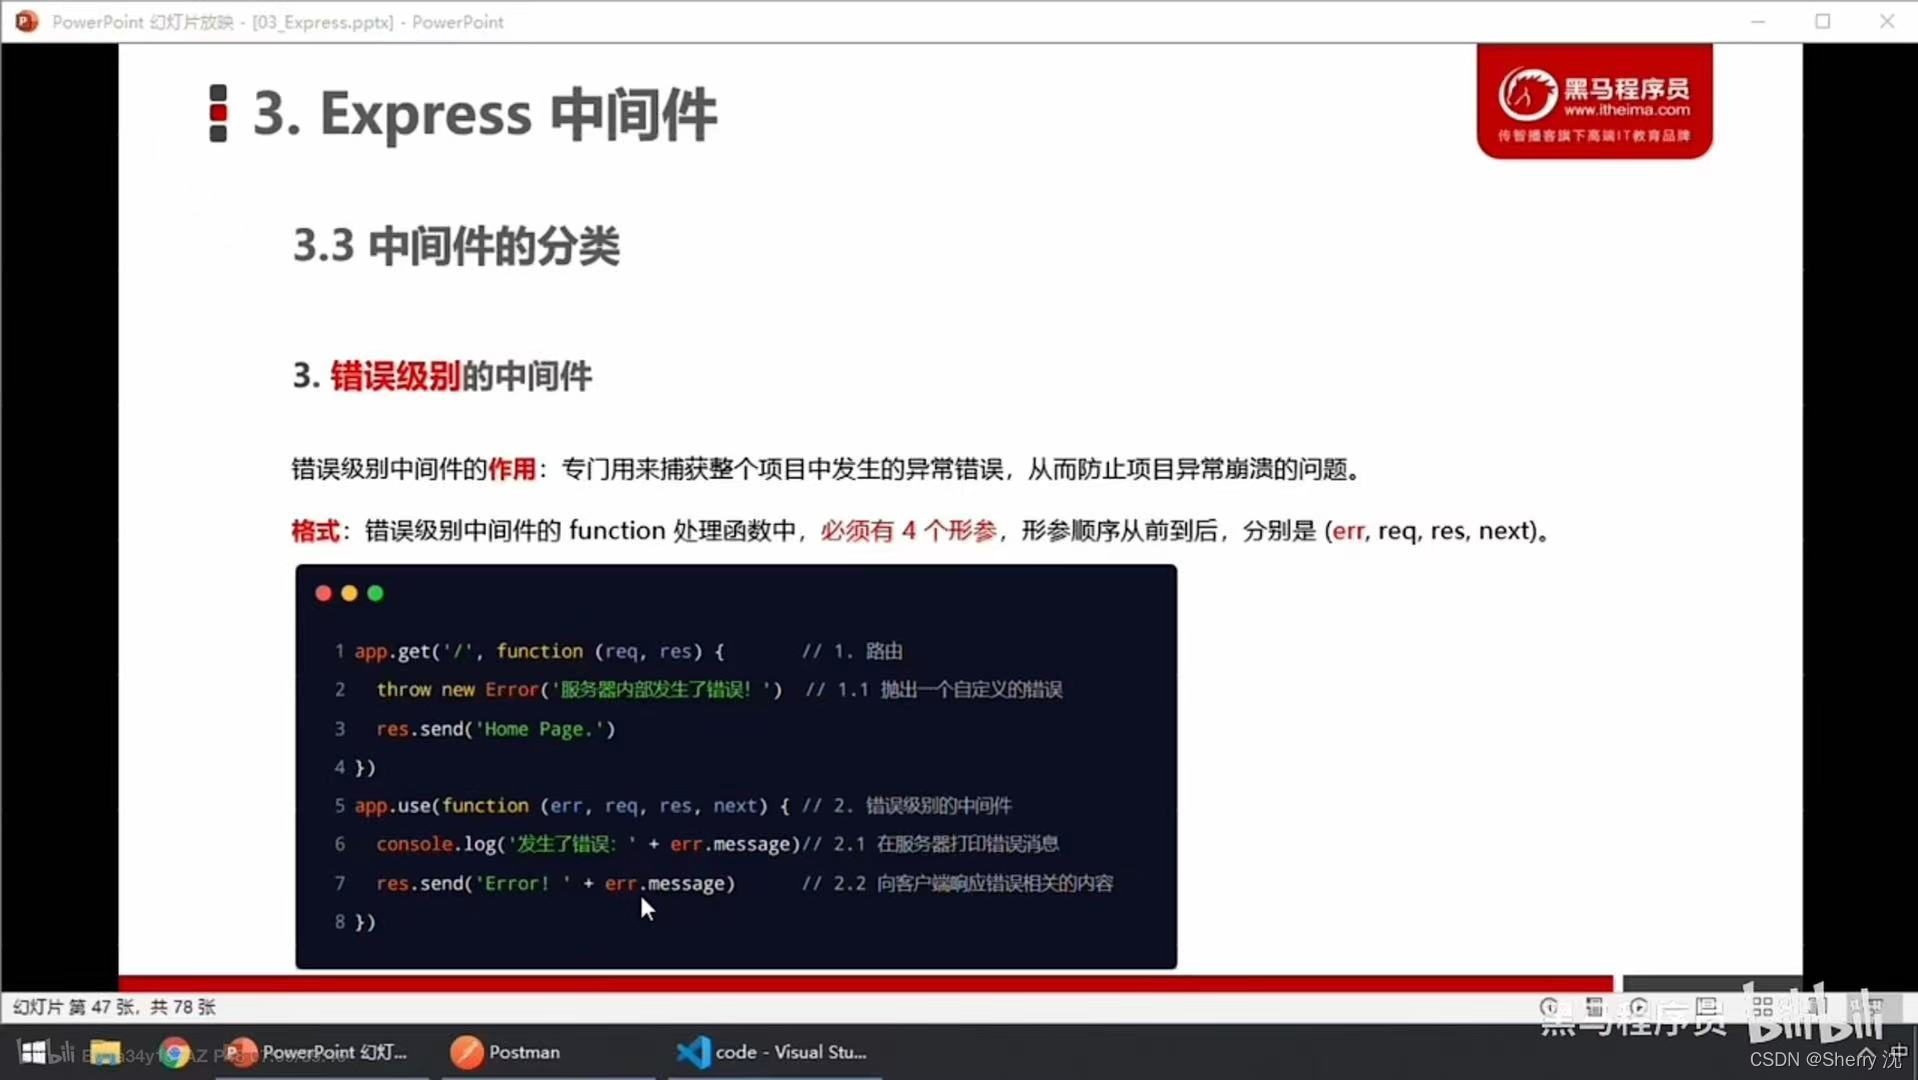 PowerPoint 幻灯片放映 - [03_Express.pptx] - PowerPoint
3. Express 中间件
黑马程序员
www.itheima.com
传智播客旗下高端IT教育品牌
3.3 中间件的分类
3. 错误级别的中间件
错误级别中间件的作用：专门用来捕获整个项目中发生的异常错误，从而防止项目异常崩溃的问题。
格式：错误级别中间件的 function 处理函数中，必须有 4 个形参，形参顺序从前到后，分别是 (err, req, res, next)。
1 app.get('/', function (req, res) { // 1. 路由
2 throw new Error('服务器内部发生了错误！') // 1.1 抛出一个自定义的错误
3 res.send('Home Page.')
4 })
5 app.use(function (err, req, res, next) { // 2. 错误级别的中间件
6 console.log('发生了错误：' + err.message)// 2.1 在服务器打印错误消息
7 res.send('Error! ' + err.message) // 2.2 向客户端响应错误相关的内容
8 })
幻灯片 第 47 张，共 78 张
黑马程序员 bilibili
PowerPoint 幻灯...
Postman
code - Visual Stu...
中
CSDN @Sherry 沈